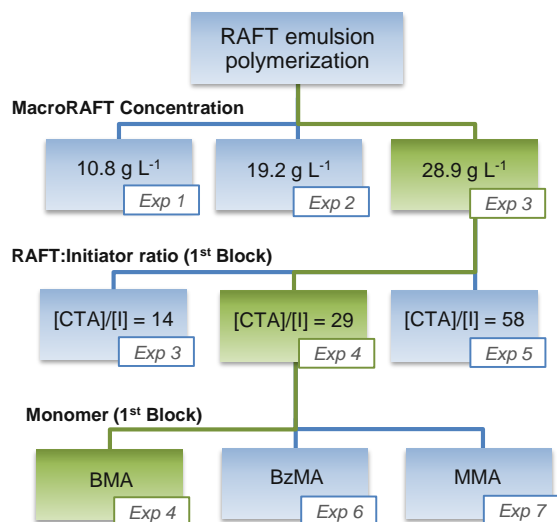 RAFT emulsion
polymerization
MacroRAFT Concentration
10.8 g L⁻¹
Exp 1
19.2 g L⁻¹
Exp 2
28.9 g L⁻¹
Exp 3
RAFT:Initiator ratio (1ˢᵗ Block)
[CTA]/[I] = 14
Exp 3
[CTA]/[I] = 29
Exp 4
[CTA]/[I] = 58
Exp 5
Monomer (1ˢᵗ Block)
BMA
Exp 4
BzMA
Exp 6
MMA
Exp 7